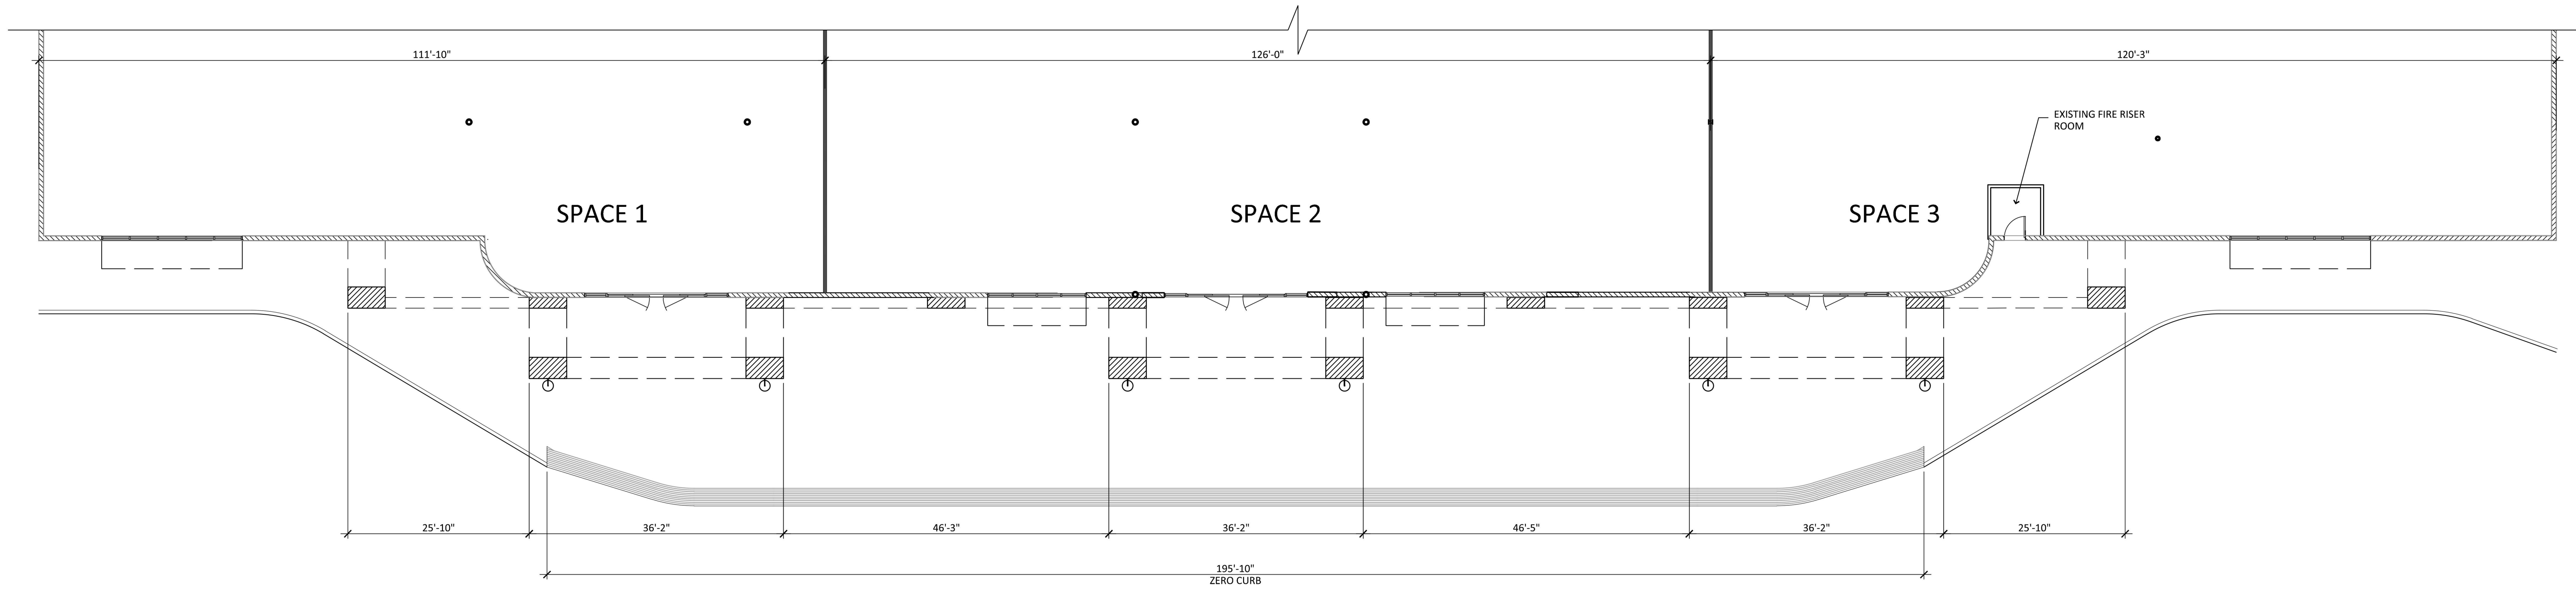 111'-10"
126'-0"
120'-3"
EXISTING FIRE RISER
ROOM
SPACE 1
SPACE 2
SPACE 3
25'-10"
36'-2"
46'-3"
36'-2"
46'-5"
36'-2"
25'-10"
195'-10"
ZERO CURB